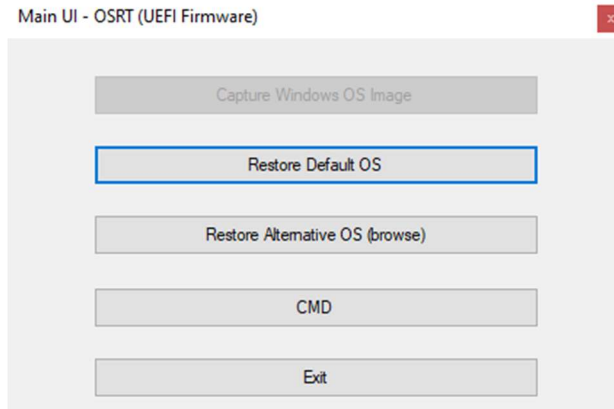 Main UI - OSRT (UEFI Firmware)
x
Capture Windows OS Image
Restore Default OS
Restore Alternative OS (browse)
CMD
Exit